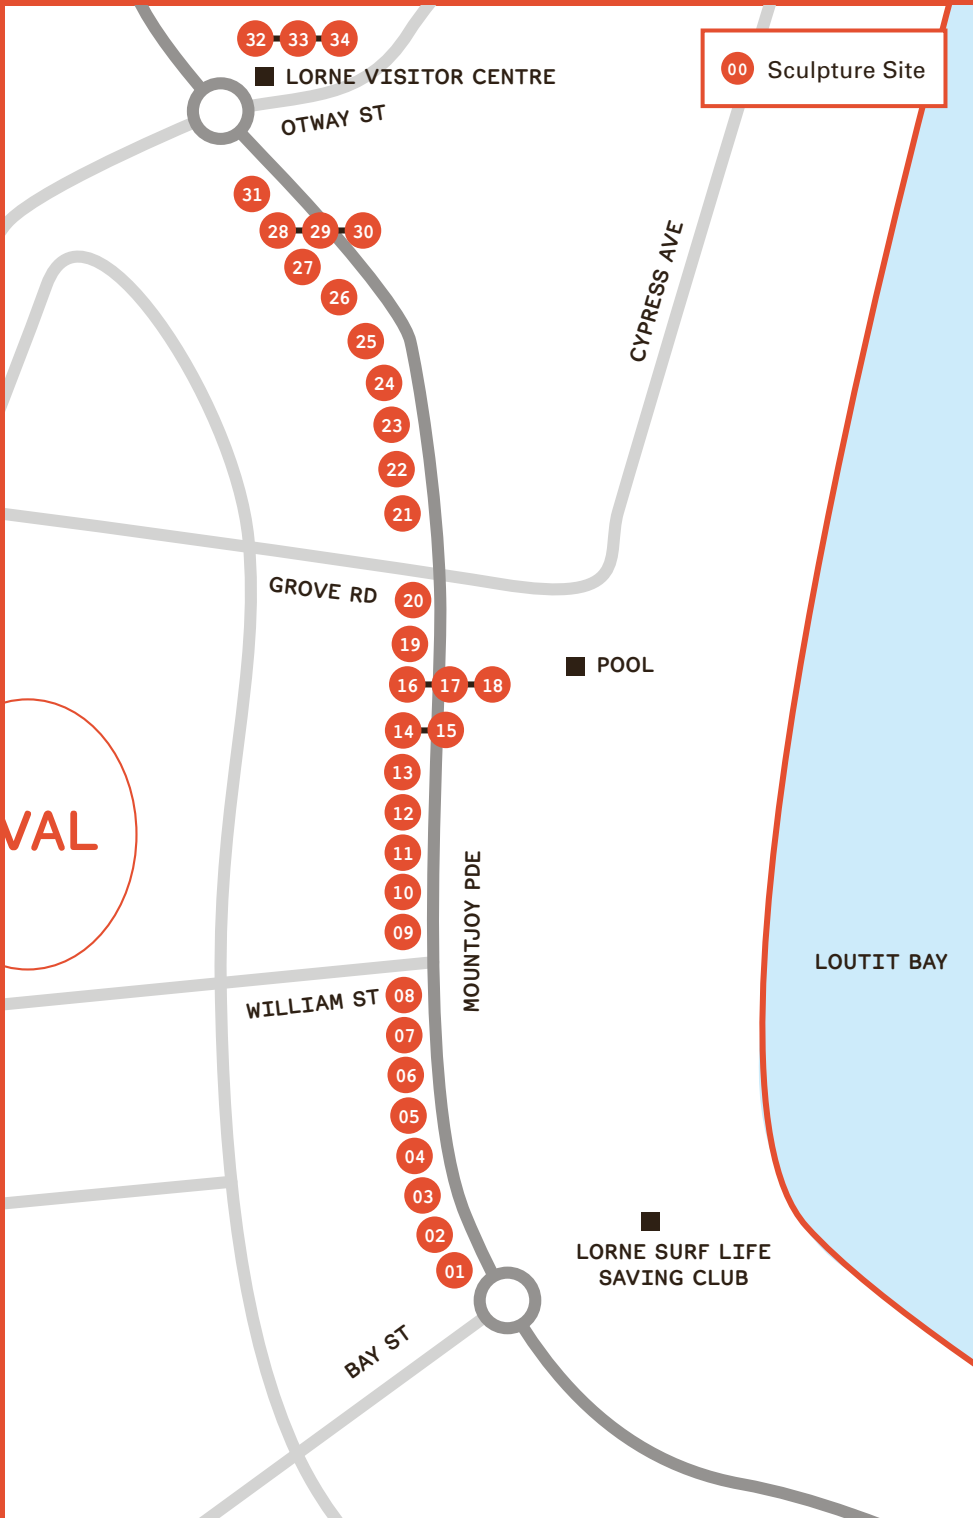 32 33 34
00 Sculpture Site
LORNE VISITOR CENTRE
OTWAY ST
31
28 29 30
27
CYPRESS AVE
26
25
24
23
22
21
GROVE RD
20
19
POOL
16 17 18
14 15
13
12
VAL
11
10
MOUNTJOY PDE
09
LOUTIT BAY
WILLIAM ST
08
07
06
05
04
03
02
LORNE SURF LIFE
SAVING CLUB
01
BAY ST